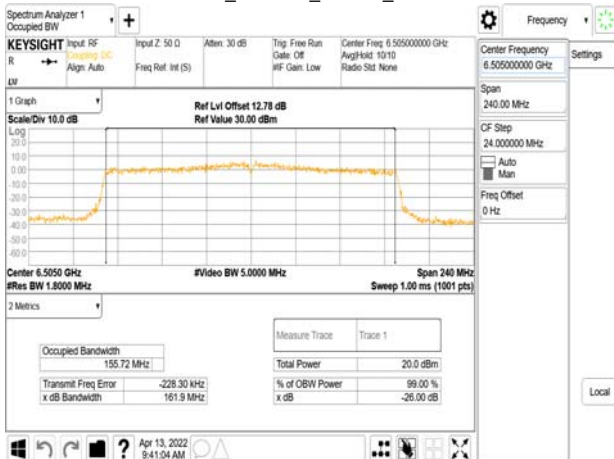 Spectrum Analyzer 1
Occupied BW
Frequency
KEYSIGHT
R
Input: RF
Coupling: DC
Align: Auto
Input Z: 50 Ω
Freq Ref: Int (S)
Atten: 30 dB
Trig: Free Run
Gate: Off
#IF Gain: Low
Center Freq: 6.505000000 GHz
Avg|Hold: 10/10
Radio Std: None
Center Frequency
6.505000000 GHz
Settings
Span
240.00 MHz
CF Step
24.000000 MHz
Auto
Man
Freq Offset
0 Hz
Local
1 Graph
Scale/Div 10.0 dB
Ref Lvl Offset 12.78 dB
Ref Value 30.00 dBm
Log
20.0
10.0
0.00
-10.0
-20.0
-30.0
-40.0
-50.0
-60.0
Center 6.5050 GHz
#Video BW 5.0000 MHz
Span 240 MHz
#Res BW 1.8000 MHz
Sweep 1.00 ms (1001 pts)
2 Metrics
Measure Trace
Trace 1
Occupied Bandwidth
155.72 MHz
Total Power
20.0 dBm
Transmit Freq Error
-228.30 kHz
% of OBW Power
99.00 %
x dB Bandwidth
161.9 MHz
x dB
-26.00 dB
Apr 13, 2022
9:41:04 AM